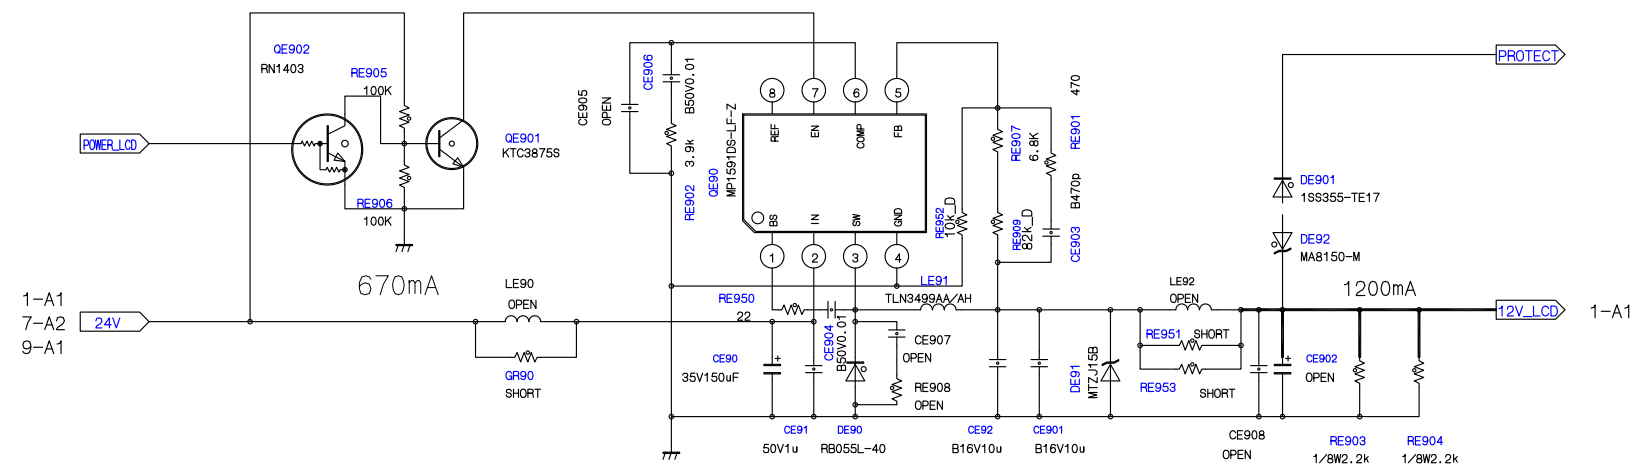 QE902
RN1403
RE905
100K
POWER_LCD
QE901
KTC3875S
RE906
100K
CE905
OPEN
CE906
B50V0.01
3.9k
RE902
QE90
MP1591DS-LF-Z
8
7
6
5
REF
EN
COMP
FB
BS
IN
SW
GND
1
2
3
4
RE952
10k_D
RE907
6.8K
RE909
82k_D
470
RE901
B470p
CE903
PROTECT
DE901
1SS355-TE17
DE92
MA8150-M
670mA
1-A1
7-A2
9-A1
24V
LE90
OPEN
GR90
SHORT
RE950
22
LE91
TLN3499AA/AH
CE90
35V150uF
+
CE904
B50V0.01
CE907
OPEN
RE908
OPEN
CE91
50V1u
DE90
RB055L-40
CE92
B16V10u
CE901
B16V10u
DE91
MTZJ15B
LE92
OPEN
RE951
SHORT
RE953
SHORT
1200mA
12V_LCD
1-A1
+
CE902
OPEN
CE908
OPEN
RE903
1/8W2.2k
RE904
1/8W2.2k